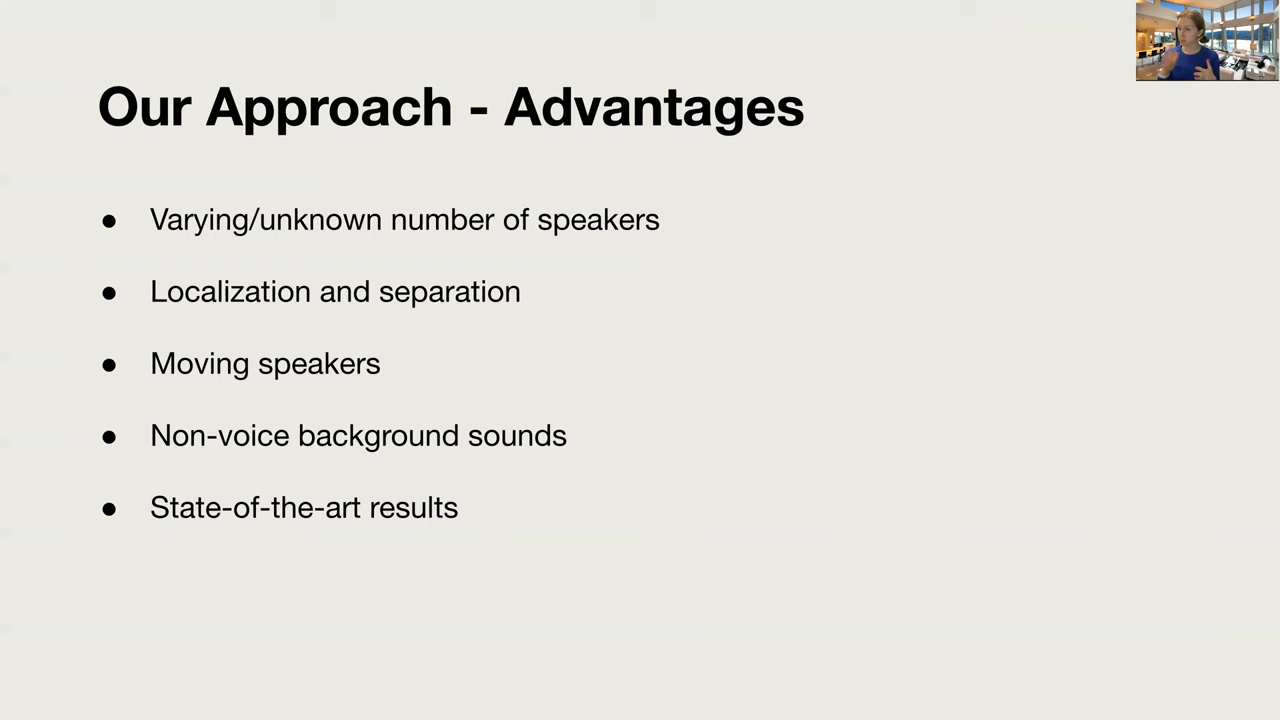 Our Approach - Advantages
● Varying/unknown number of speakers
● Localization and separation
● Moving speakers
● Non-voice background sounds
● State-of-the-art results